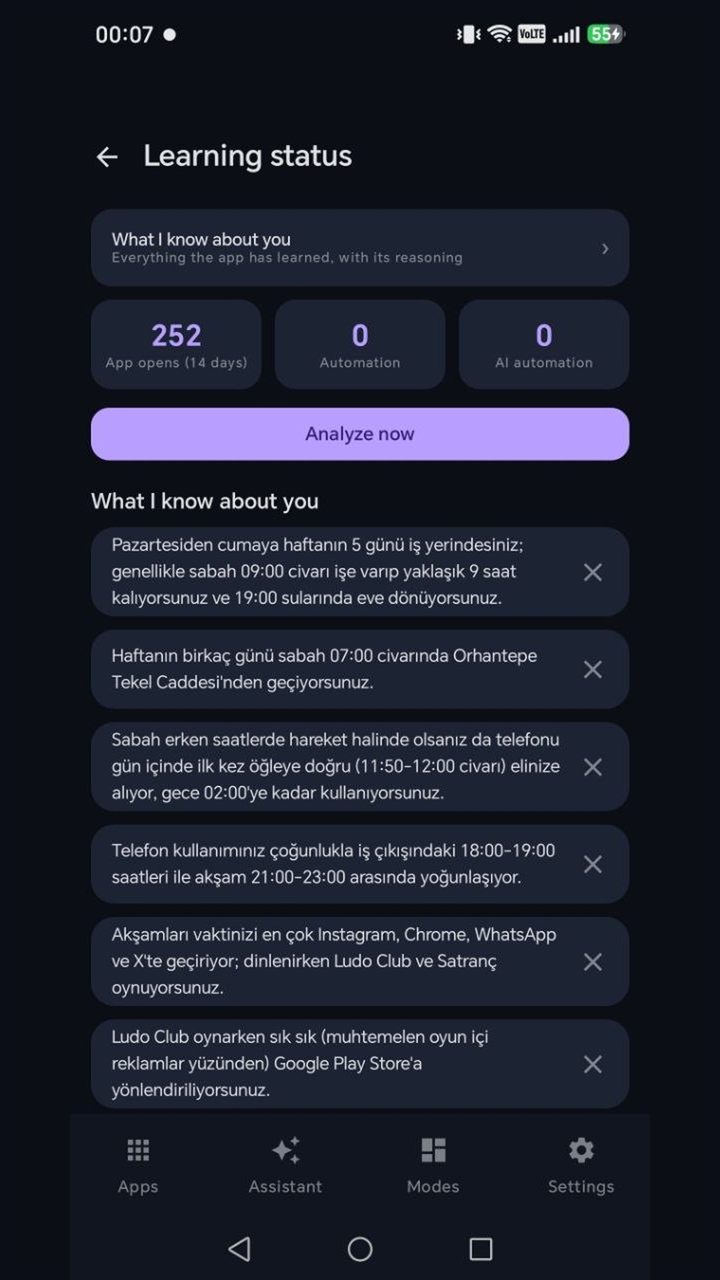 00:07
VoLTE
55
Learning status
What I know about you
Everything the app has learned, with its reasoning
252
App opens (14 days)
0
Automation
0
AI automation
Analyze now
What I know about you
Pazartesiden cumaya haftanın 5 günü iş yerindesiniz;
genellikle sabah 09:00 civarı işe varıp yaklaşık 9 saat
kalıyorsunuz ve 19:00 sularında eve dönüyorsunuz.
Haftanın birkaç günü sabah 07:00 civarında Orhantepe
Tekel Caddesi'nden geçiyorsunuz.
Sabah erken saatlerde hareket halinde olsanız da telefonu
gün içinde ilk kez öğleye doğru (11:50-12:00 civarı) elinize
alıyor, gece 02:00'ye kadar kullanıyorsunuz.
Telefon kullanımınız çoğunlukla iş çıkışındaki 18:00-19:00
saatleri ile akşam 21:00-23:00 arasında yoğunlaşıyor.
Akşamları vaktinizi en çok Instagram, Chrome, WhatsApp
ve X'te geçiriyor; dinlenirken Ludo Club ve Satranç
oynuyorsunuz.
Ludo Club oynarken sık sık (muhtemelen oyun içi
reklamlar yüzünden) Google Play Store'a
yönlendiriliyorsunuz.
Apps
Assistant
Modes
Settings